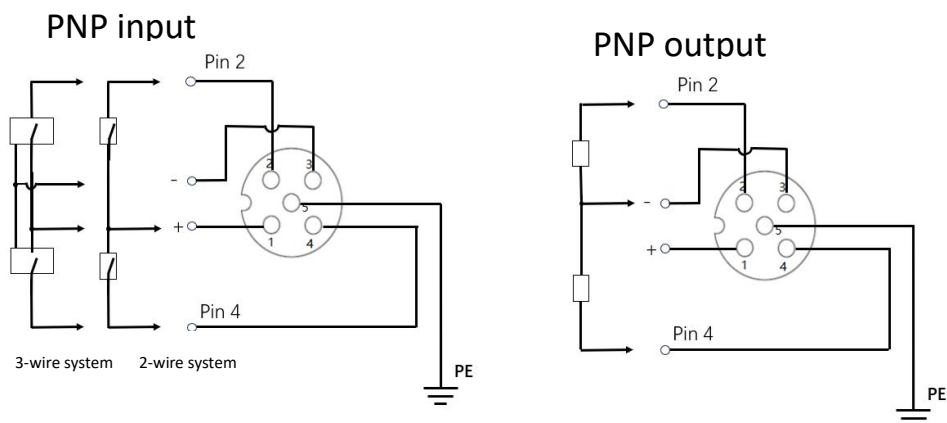 PNP input
Pin 2
2 3
-
5
+
1 4
Pin 4
3-wire system 2-wire system
PE
PNP output
Pin 2
2 3
-
5
+
1 4
Pin 4
PE